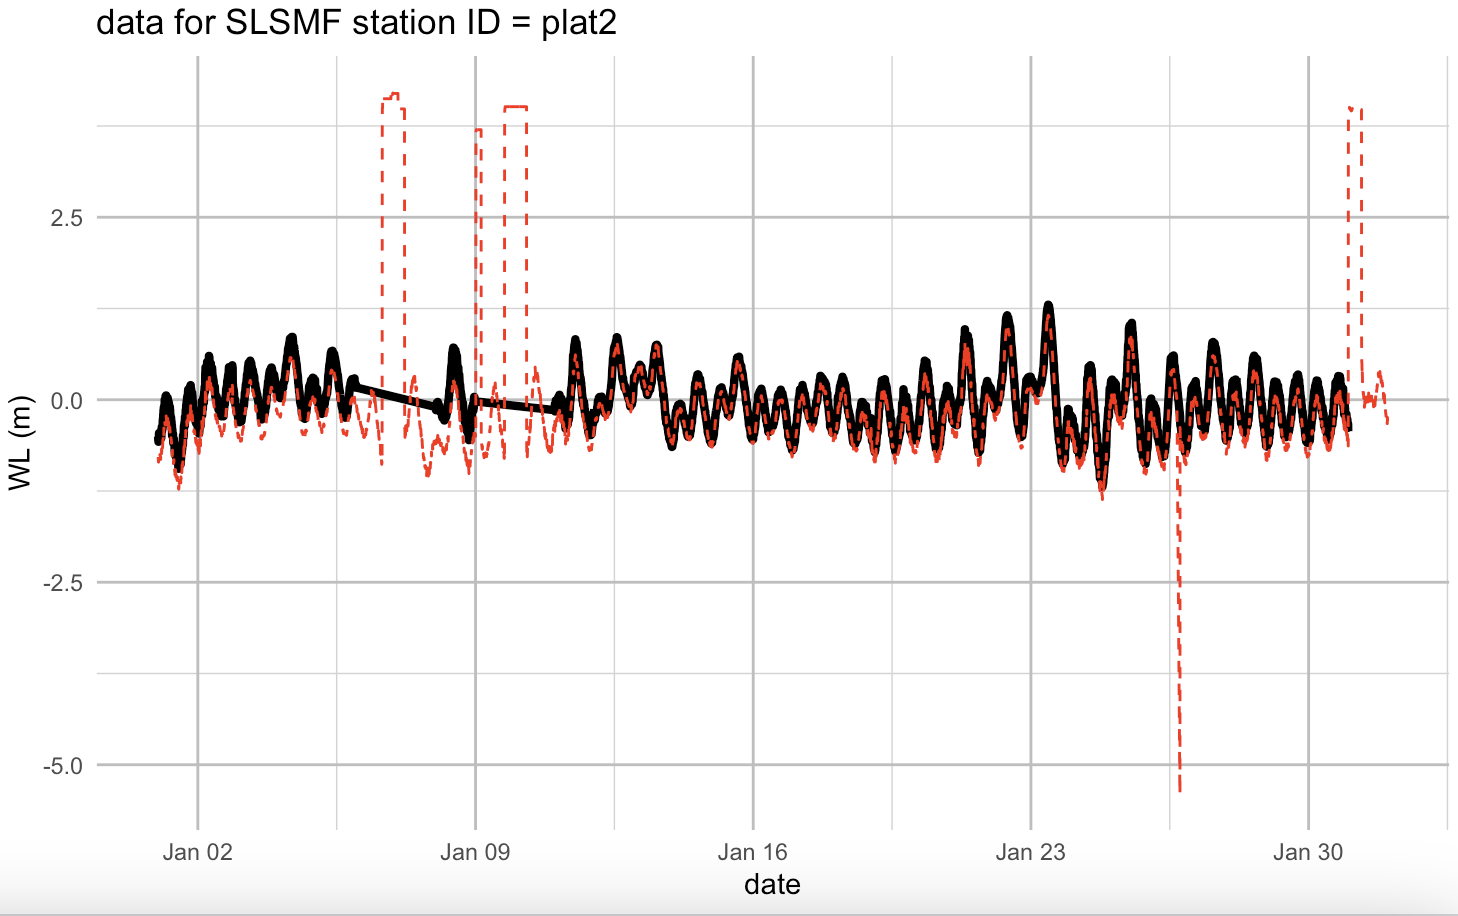 data for SLSMF station ID = plat2
WL (m)
2.5
0.0
-2.5
-5.0
Jan 02
Jan 09
Jan 16
Jan 23
Jan 30
date